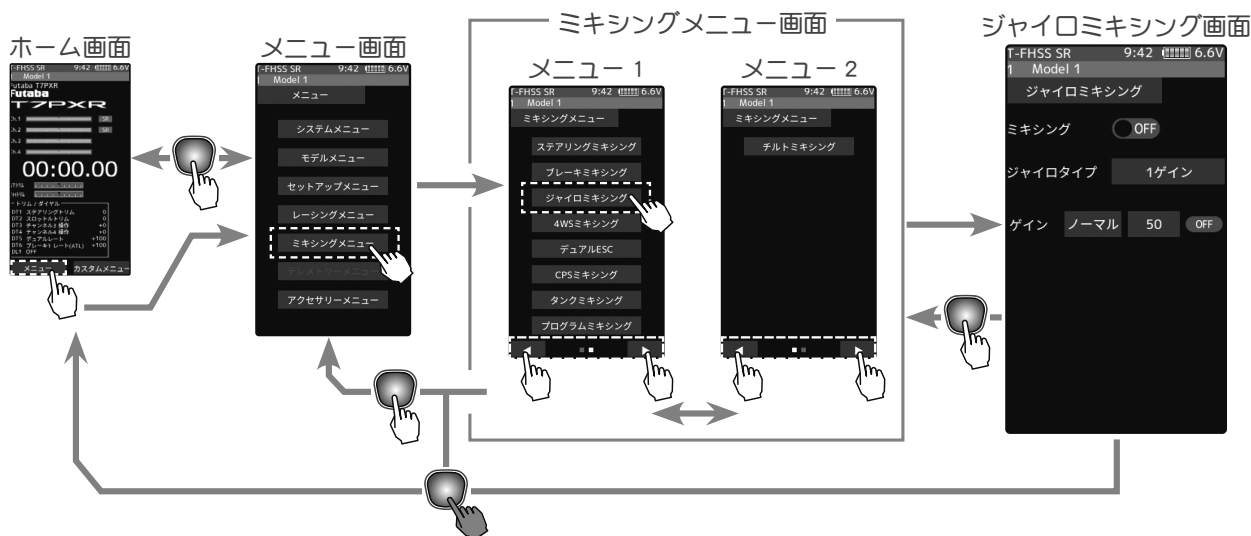 ホーム画面
T-FHSS SR 9:42 6.6V
1 Model 1
Futaba T7PXR
Futaba
T7PXR
Ch.1 SR
Ch.2 SR
Ch.3
Ch.4
00:00.00
トリム / ダイヤル
DT1 ステアリングトリム 0
DT2 スロットルトリム 0
DT3 チャンネル3 操作 +0
DT4 チャンネル4 操作 +0
DT5 デュアルレート +100
DT6 ブレーキ1 レート(ATL) +100
DL1 OFF
メニュー カスタムメニュー
メニュー画面
T-FHSS SR 9:42 6.6V
1 Model 1
メニュー
システムメニュー
モデルメニュー
セットアップメニュー
レーシングメニュー
ミキシングメニュー
テレメトリーメニュー
アクセサリーメニュー
ミキシングメニュー画面
メニュー 1
T-FHSS SR 9:42 6.6V
1 Model 1
ミキシングメニュー
ステアリングミキシング
ブレーキミキシング
ジャイロミキシング
4WSミキシング
デュアルESC
CPSミキシング
タンクミキシング
プログラムミキシング
メニュー 2
T-FHSS SR 9:42 6.6V
1 Model 1
ミキシングメニュー
チルトミキシング
ジャイロミキシング画面
T-FHSS SR 9:42 6.6V
1 Model 1
ジャイロミキシング
ミキシング OFF
ジャイロタイプ 1ゲイン
ゲイン ノーマル 50 OFF